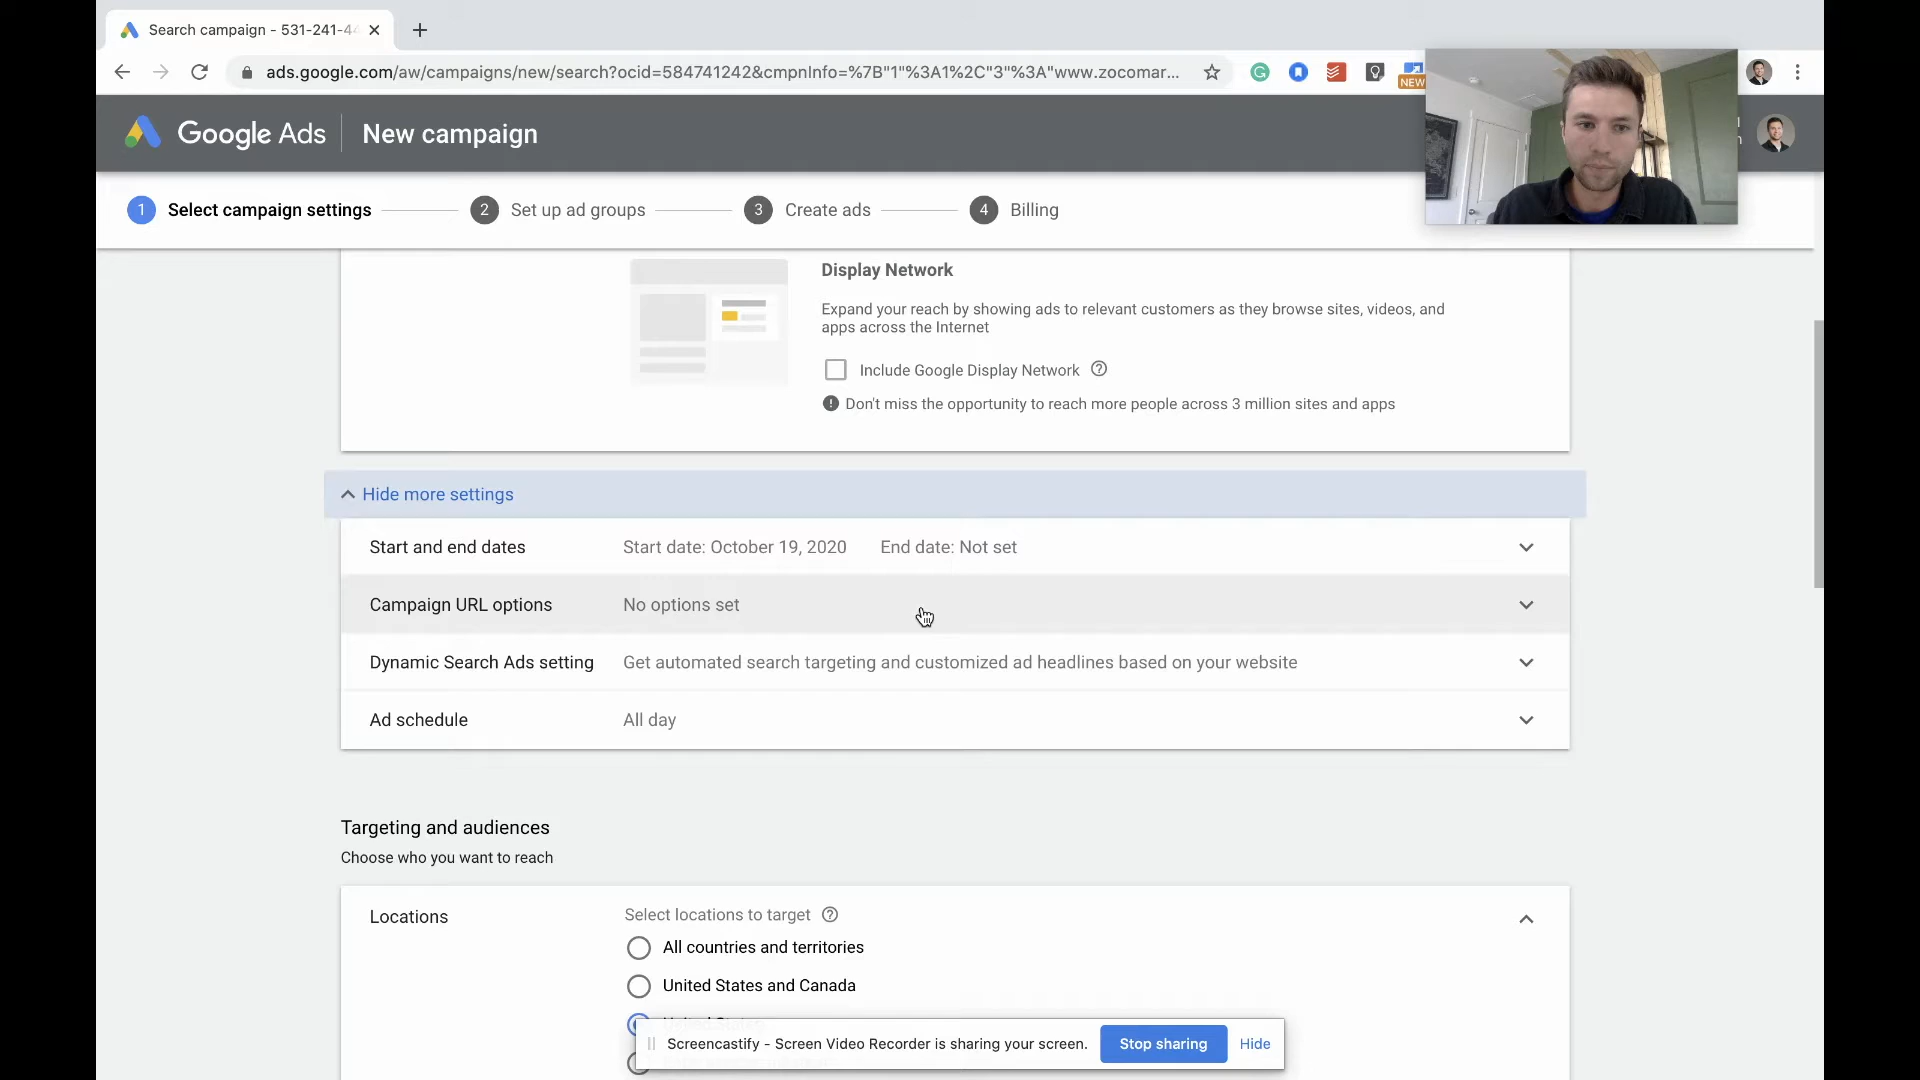 Search campaign - 531-241-44
ads.google.com/aw/campaigns/new/search?ocid=584741242&cmpnInfo=%7B"1"%3A1%2C"3"%3A"www.zocomar...
NEW
Google Ads
New campaign
1 Select campaign settings
2 Set up ad groups
3 Create ads
4 Billing
Display Network
Expand your reach by showing ads to relevant customers as they browse sites, videos, and
apps across the Internet
Include Google Display Network
Don't miss the opportunity to reach more people across 3 million sites and apps
Hide more settings
Start and end dates
Start date: October 19, 2020
End date: Not set
Campaign URL options
No options set
Dynamic Search Ads setting
Get automated search targeting and customized ad headlines based on your website
Ad schedule
All day
Targeting and audiences
Choose who you want to reach
Locations
Select locations to target
All countries and territories
United States and Canada
United States
Screencastify - Screen Video Recorder is sharing your screen.
Stop sharing
Hide